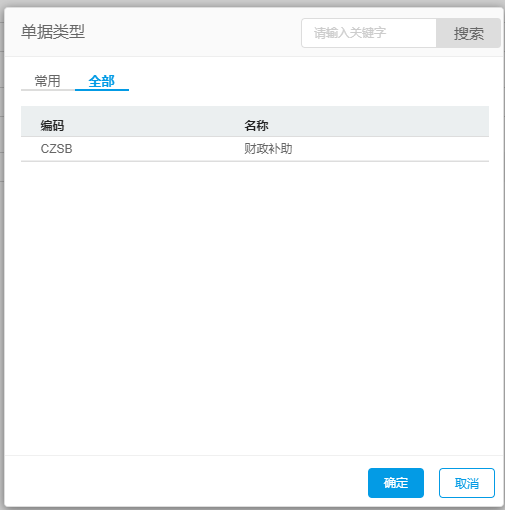 单据类型
请输入关键字 搜索
常用 全部
编码 名称
CZSB 财政补助
确定 取消